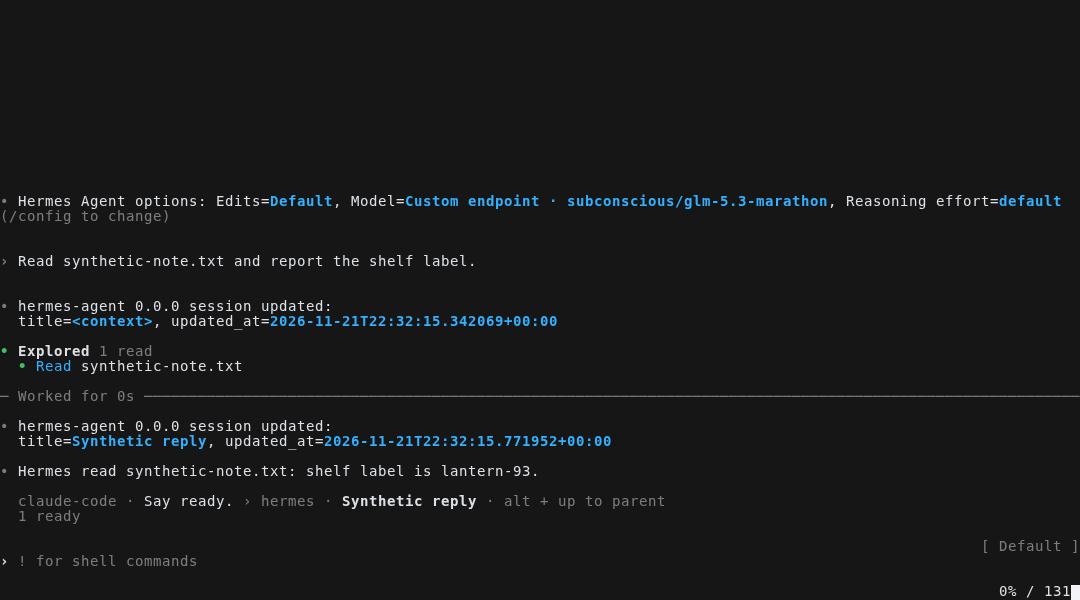 • Hermes Agent options: Edits=Default, Model=Custom endpoint · subconscious/glm-5.3-marathon, Reasoning effort=default
(/config to change)
› Read synthetic-note.txt and report the shelf label.
• hermes-agent 0.0.0 session updated:
title=<context>, updated_at=2026-11-21T22:32:15.342069+00:00
• Explored 1 read
• Read synthetic-note.txt
─ Worked for 0s ─
• hermes-agent 0.0.0 session updated:
title=Synthetic reply, updated_at=2026-11-21T22:32:15.771952+00:00
• Hermes read synthetic-note.txt: shelf label is lantern-93.
claude-code · Say ready. › hermes · Synthetic reply · alt + up to parent
1 ready
[ Default ]
› ! for shell commands
0% / 131